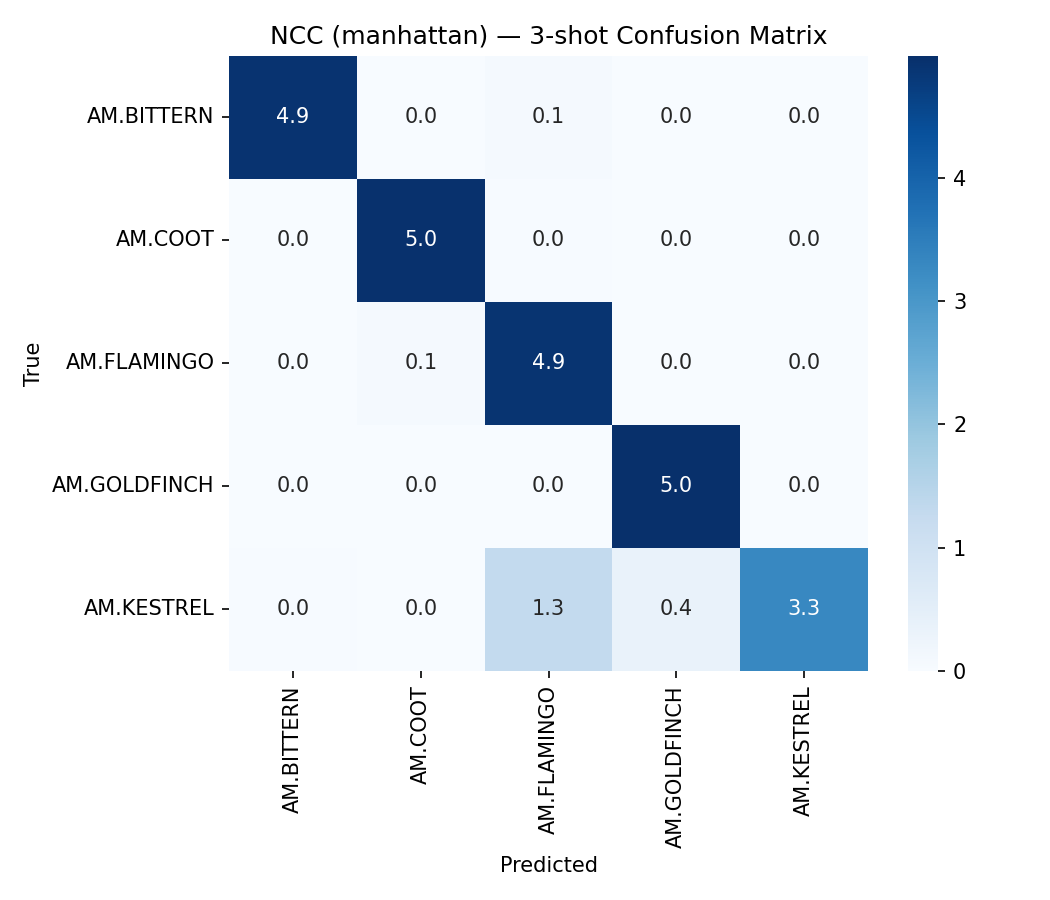 NCC (manhattan) — 3-shot Confusion Matrix
AM.BITTERN 4.9 0.0 0.1 0.0 0.0
AM.COOT 0.0 5.0 0.0 0.0 0.0
AM.FLAMINGO 0.0 0.1 4.9 0.0 0.0
AM.GOLDFINCH 0.0 0.0 0.0 5.0 0.0
AM.KESTREL 0.0 0.0 1.3 0.4 3.3
True
AM.BITTERN
AM.COOT
AM.FLAMINGO
AM.GOLDFINCH
AM.KESTREL
Predicted
4
3
2
1
0